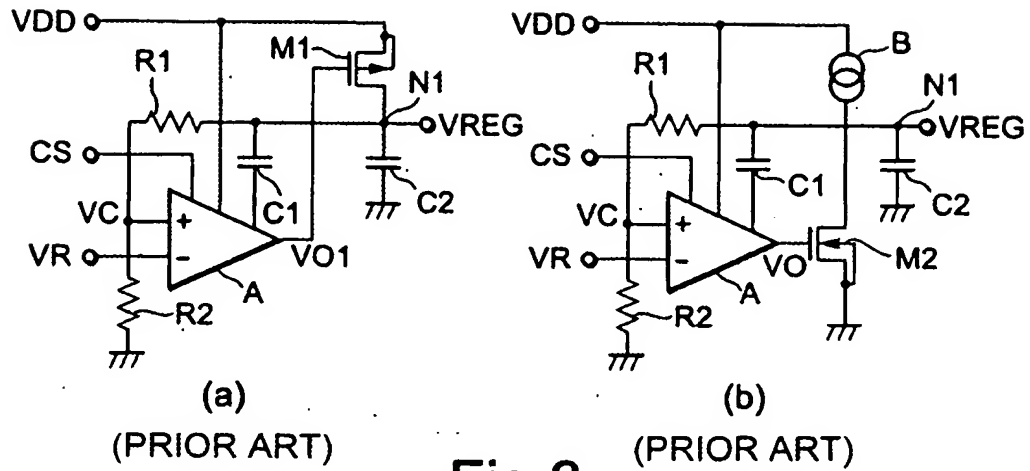 VDD
M1
R1
N1
VREG
CS
C1
C2
VC
+
VR
-
VO1
A
R2
(a)
(PRIOR ART)
VDD
B
R1
N1
VREG
CS
C1
C2
VC
+
VR
-
VO
M2
A
R2
(b)
(PRIOR ART)